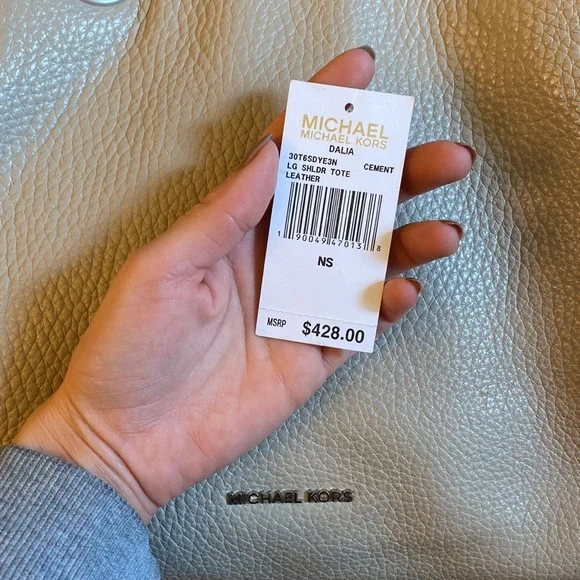 MICHAEL
MICHAEL KORS
DALIA
30T6SDYE3N CEMENT
LG SHLDR TOTE
LEATHER
1 90049 47013 8
NS
MSRP $428.00
MICHAEL KORS